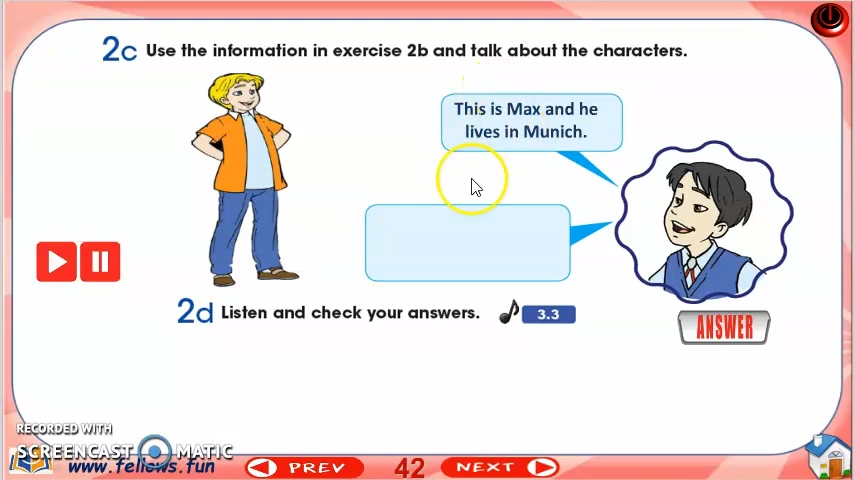 2c Use the information in exercise 2b and talk about the characters.
This is Max and he
lives in Munich.
2d Listen and check your answers. 3.3
ANSWER
RECORDED WITH
SCREENCAST MATIC
www.fellows.fun
PREV 42 NEXT